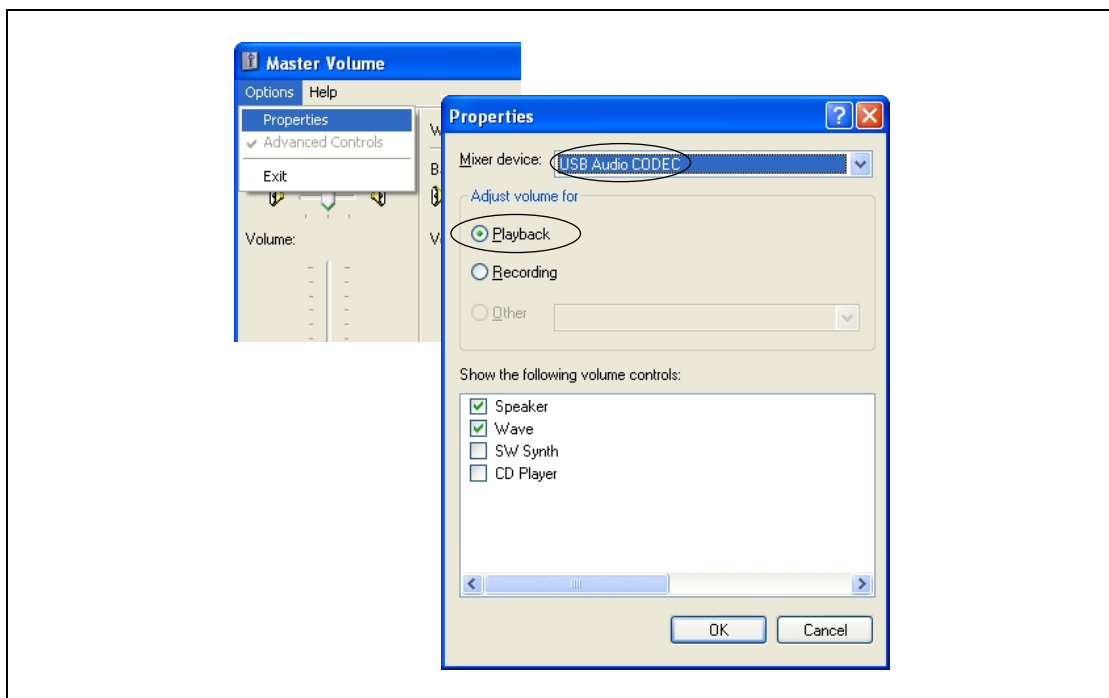 Master Volume
Options Help
Properties
Advanced Controls
Exit
W
B
Volume:
V
Properties
Mixer device: USB Audio CODEC
Adjust volume for
Playback
Recording
Other
Show the following volume controls:
Speaker
Wave
SW Synth
CD Player
OK Cancel